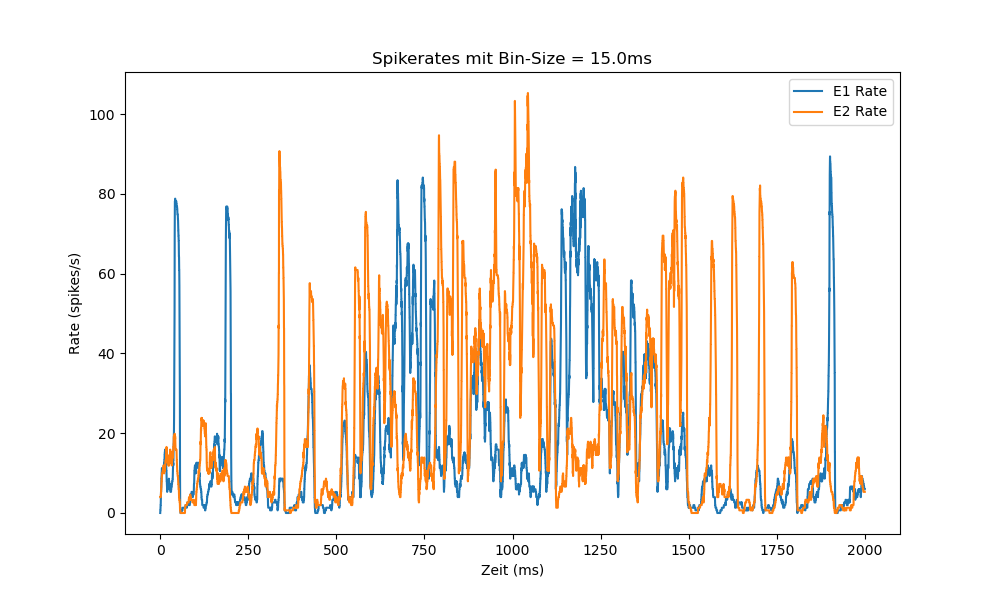 Spikerates mit Bin-Size = 15.0ms
E1 Rate
E2 Rate
100
80
60
40
20
0
Rate (spikes/s)
0 250 500 750 1000 1250 1500 1750 2000
Zeit (ms)